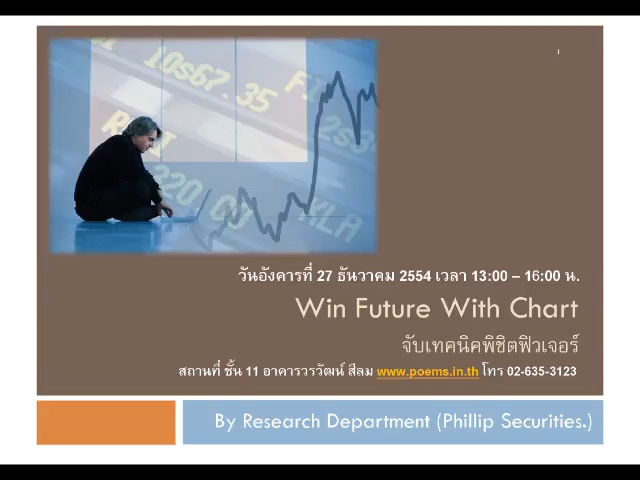 1
10s67.35
วันอังคารที่ 27 ธันวาคม 2554 เวลา 13:00 – 16:00 น.
Win Future With Chart
จับเทคนิคพิชิตฟิวเจอร์
สถานที่ ชั้น 11 อาคารวรวัฒน์ สีลม www.poems.in.th โทร 02-635-3123
By Research Department (Phillip Securities.)